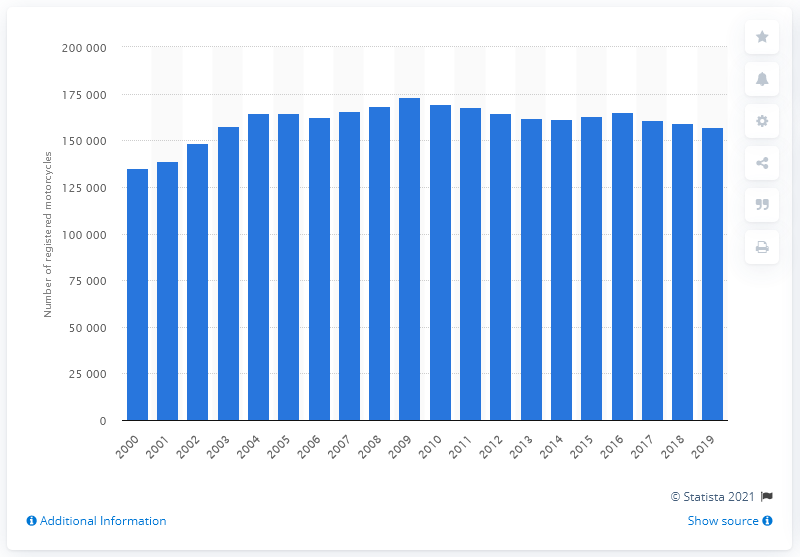 200 000
175 000
150 000
125 000
100 000
75 000
50 000
25 000
0
Number of registered motorcycles
2000 2001 2002 2003 2004 2005 2006 2007 2008 2009 2010 2011 2012 2013 2014 2015 2016 2017 2018 2019
© Statista 2021
Additional Information Show source